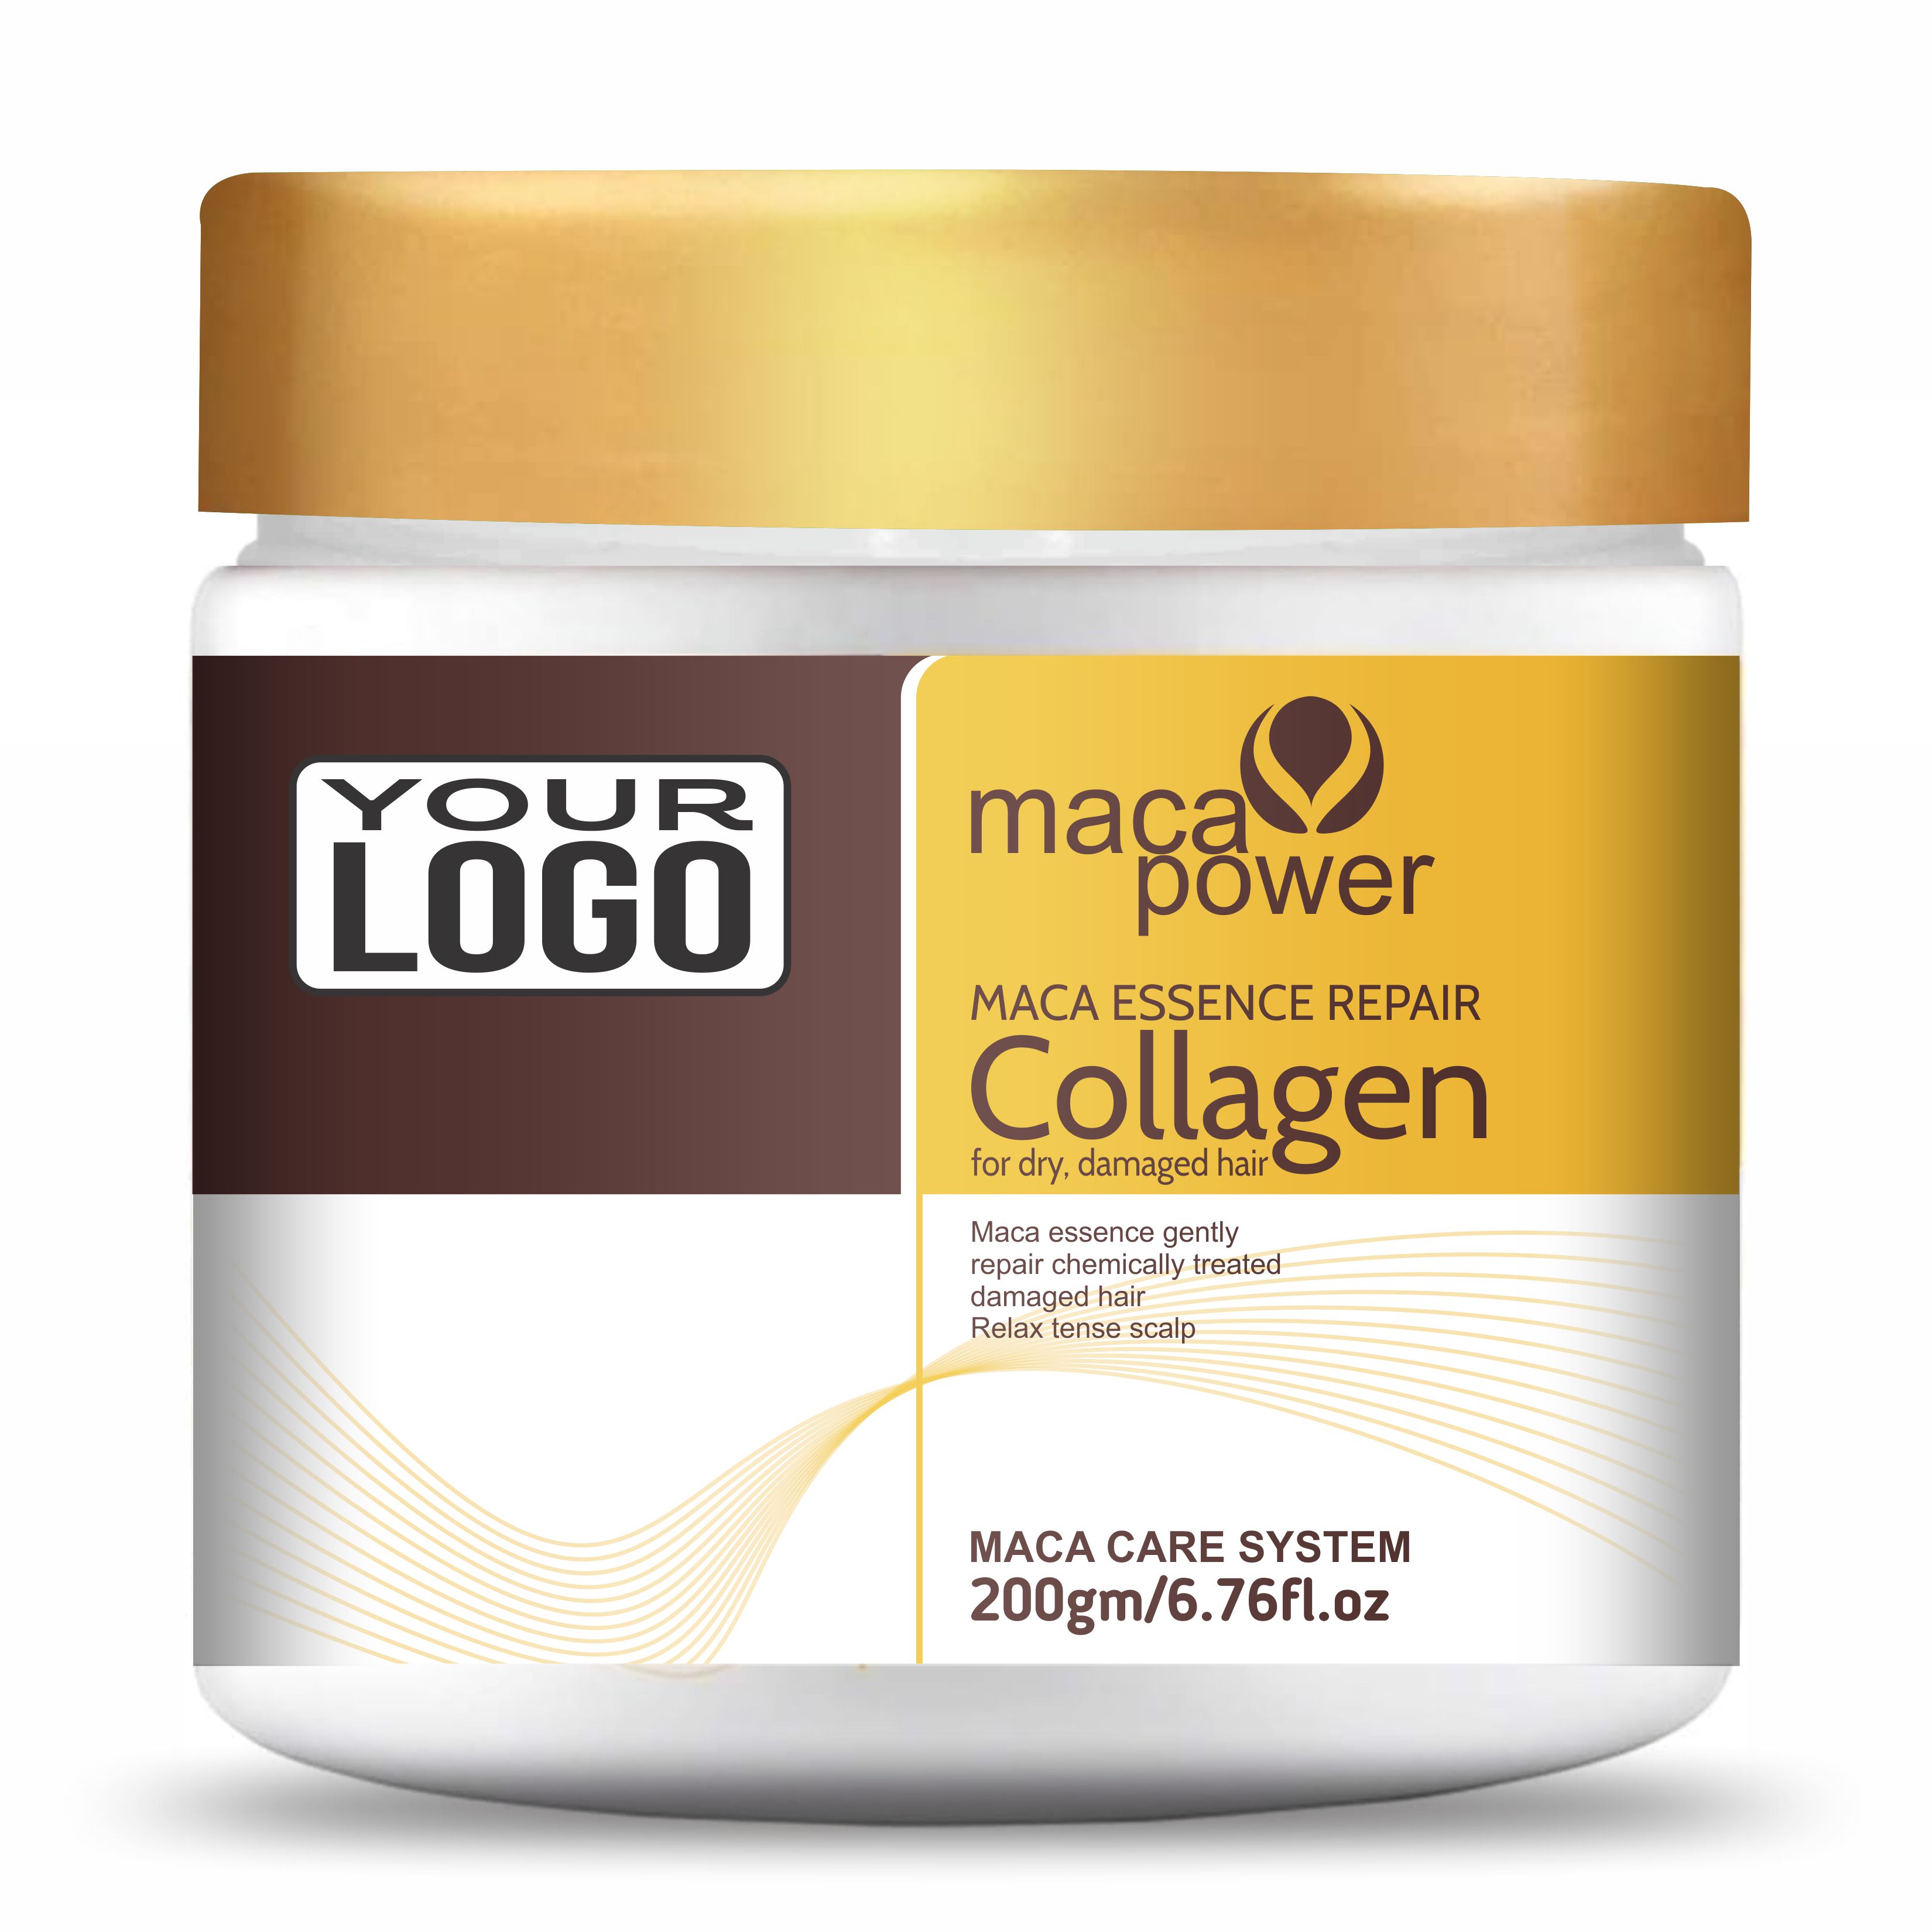 YOUR
LOGO
maca
power
MACA ESSENCE REPAIR
Collagen
for dry, damaged hair
Maca essence gently
repair chemically treated
damaged hair
Relax tense scalp
MACA CARE SYSTEM
200gm/6.76fl.oz